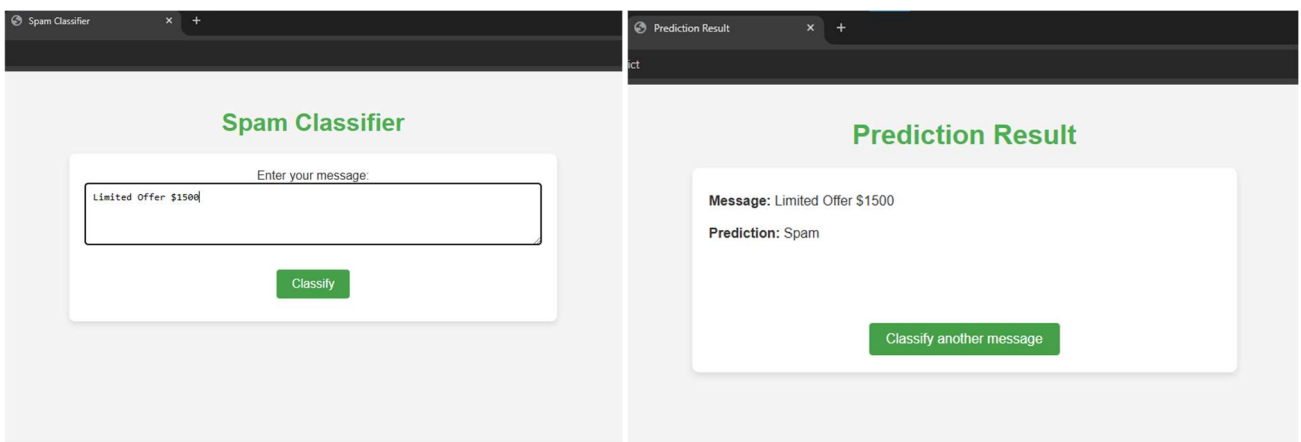 Spam Classifier
Spam Classifier
Enter your message:
Limited Offer $1500
Classify
Prediction Result
ict
Prediction Result
Message: Limited Offer $1500
Prediction: Spam
Classify another message